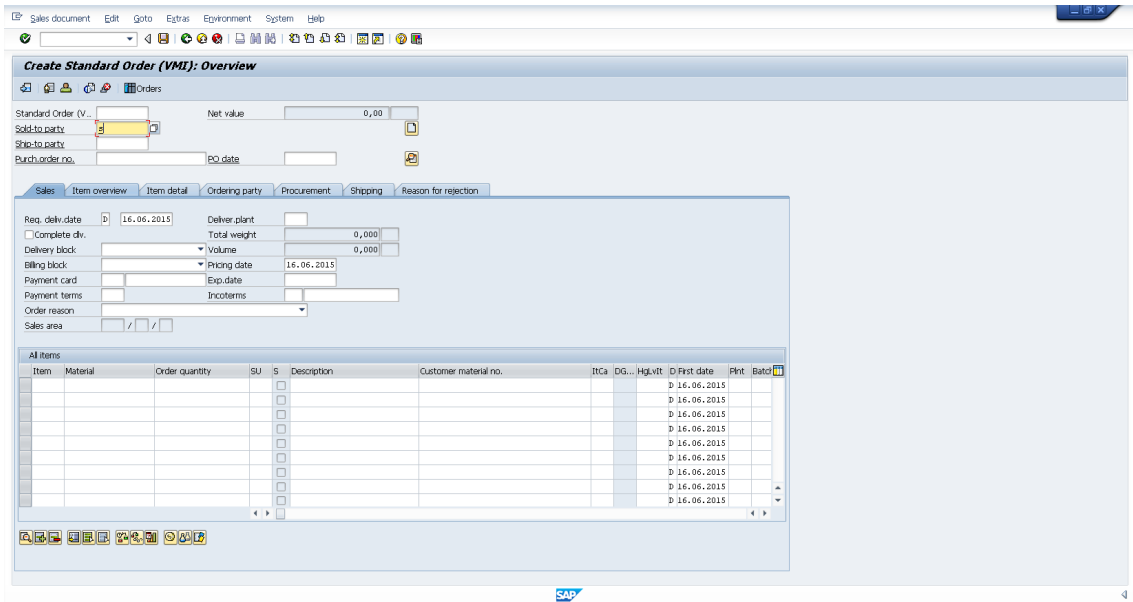 Sales document Edit Goto Extras Environment System Help
Create Standard Order (VMI): Overview
Orders
Standard Order (V... Net value 0,00
Sold-to party s
Ship-to party
Purch.order no. PO date
Sales Item overview Item detail Ordering party Procurement Shipping Reason for rejection
Req. deliv.date D 16.06.2015 Deliver.plant
Complete dlv. Total weight 0,000
Delivery block Volume 0,000
Billing block Pricing date 16.06.2015
Payment card Exp.date
Payment terms Incoterms
Order reason
Sales area / /
All items
Item Material Order quantity SU S Description Customer material no. ItCa DG... HgLvIt D First date Plnt Batch
D 16.06.2015
D 16.06.2015
D 16.06.2015
D 16.06.2015
D 16.06.2015
D 16.06.2015
D 16.06.2015
D 16.06.2015
D 16.06.2015
SAP